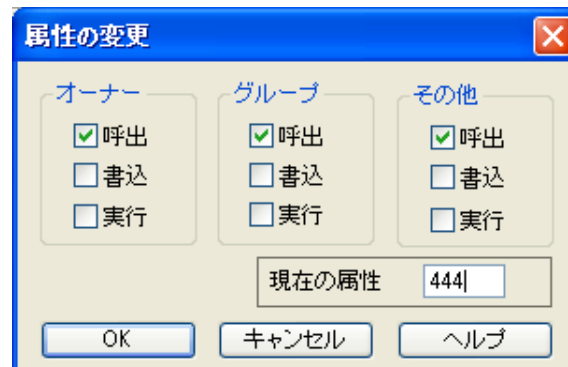 属性の変更
オーナー グループ その他
呼出 呼出 呼出
書込 書込 書込
実行 実行 実行
現在の属性 444
OK キャンセル ヘルプ